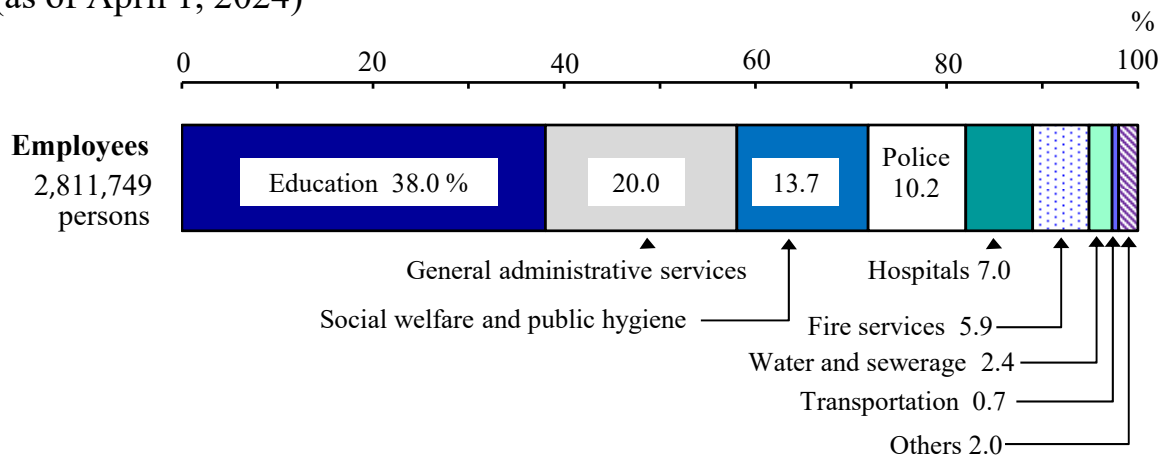 (as of April 1, 2024)
%
0 20 40 60 80 100
Employees
2,811,749
persons
Education 38.0 %
20.0
13.7
Police
10.2
General administrative services
Hospitals 7.0
Social welfare and public hygiene
Fire services 5.9
Water and sewerage 2.4
Transportation 0.7
Others 2.0